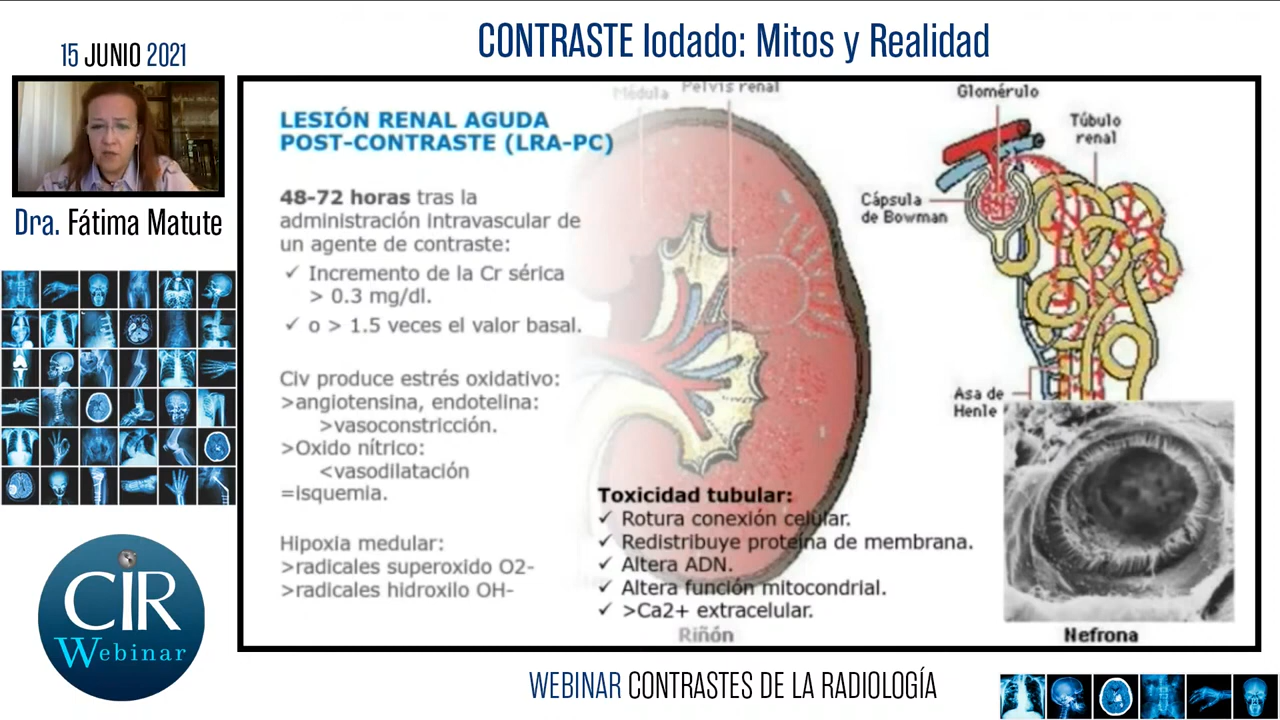 CONTRASTE Iodado: Mitos y Realidad
15 JUNIO 2021
Dra. Fátima Matute
LESIÓN RENAL AGUDA
POST-CONTRASTE (LRA-PC)
48-72 horas tras la
administración intravascular de
un agente de contraste:
✓ Incremento de la Cr sérica
> 0.3 mg/dl.
✓ o > 1.5 veces el valor basal.
Civ produce estrés oxidativo:
>angiotensina, endotelina:
>vasoconstricción.
>Oxido nítrico:
<vasodilatación
=isquemia.
Hipoxia medular:
>radicales superoxido O2-
>radicales hidroxilo OH-
Médula
Pelvis renal
Glomérulo
Túbulo
renal
Cápsula
de Bowman
Asa de
Henle
Toxicidad tubular:
✓ Rotura conexión celular.
✓ Redistribuye proteína de membrana.
✓ Altera ADN.
✓ Altera función mitocondrial.
✓ >Ca2+ extracelular.
Riñón
Nefrona
CIR
Webinar
WEBINAR CONTRASTES DE LA RADIOLOGÍA